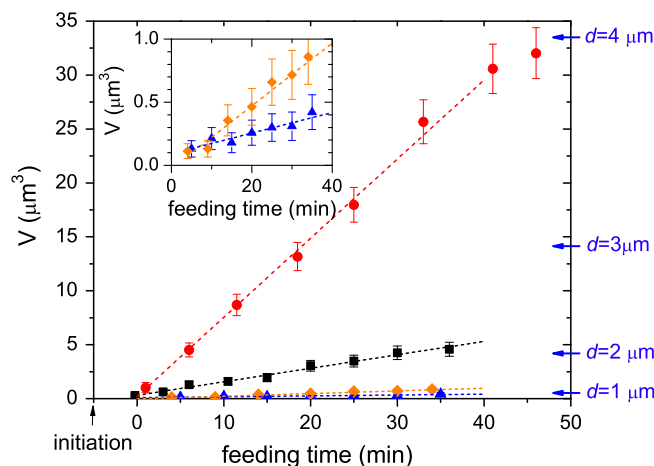 35
30
25
20
15
10
5
0
V (μm³)
1.0
0.5
0.0
V (μm³)
0
20
40
feeding time (min)
d=4 μm
d=3μm
d=2 μm
d=1 μm
0
10
20
30
40
50
initiation
feeding time (min)